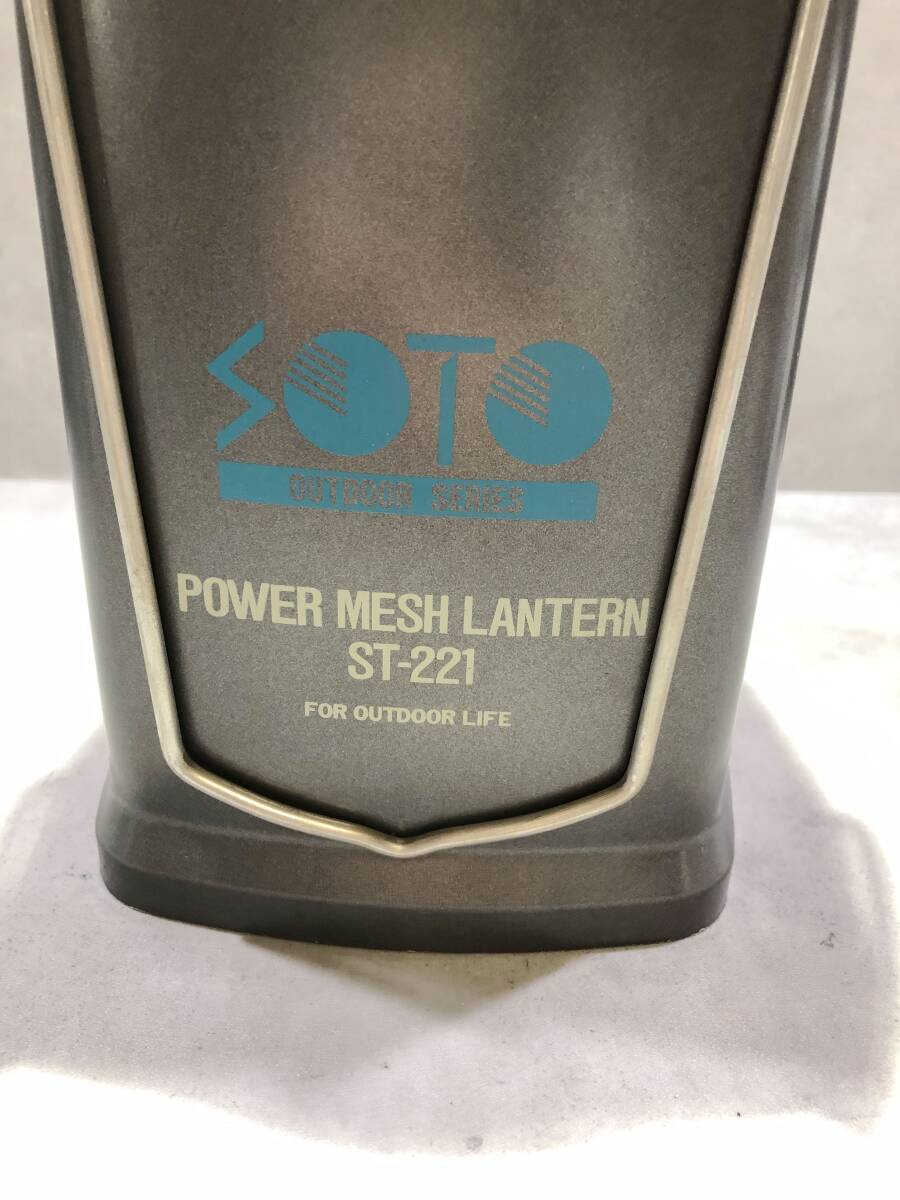 SOTO
OUTDOOR SERIES
POWER MESH LANTERN
ST-221
FOR OUTDOOR LIFE